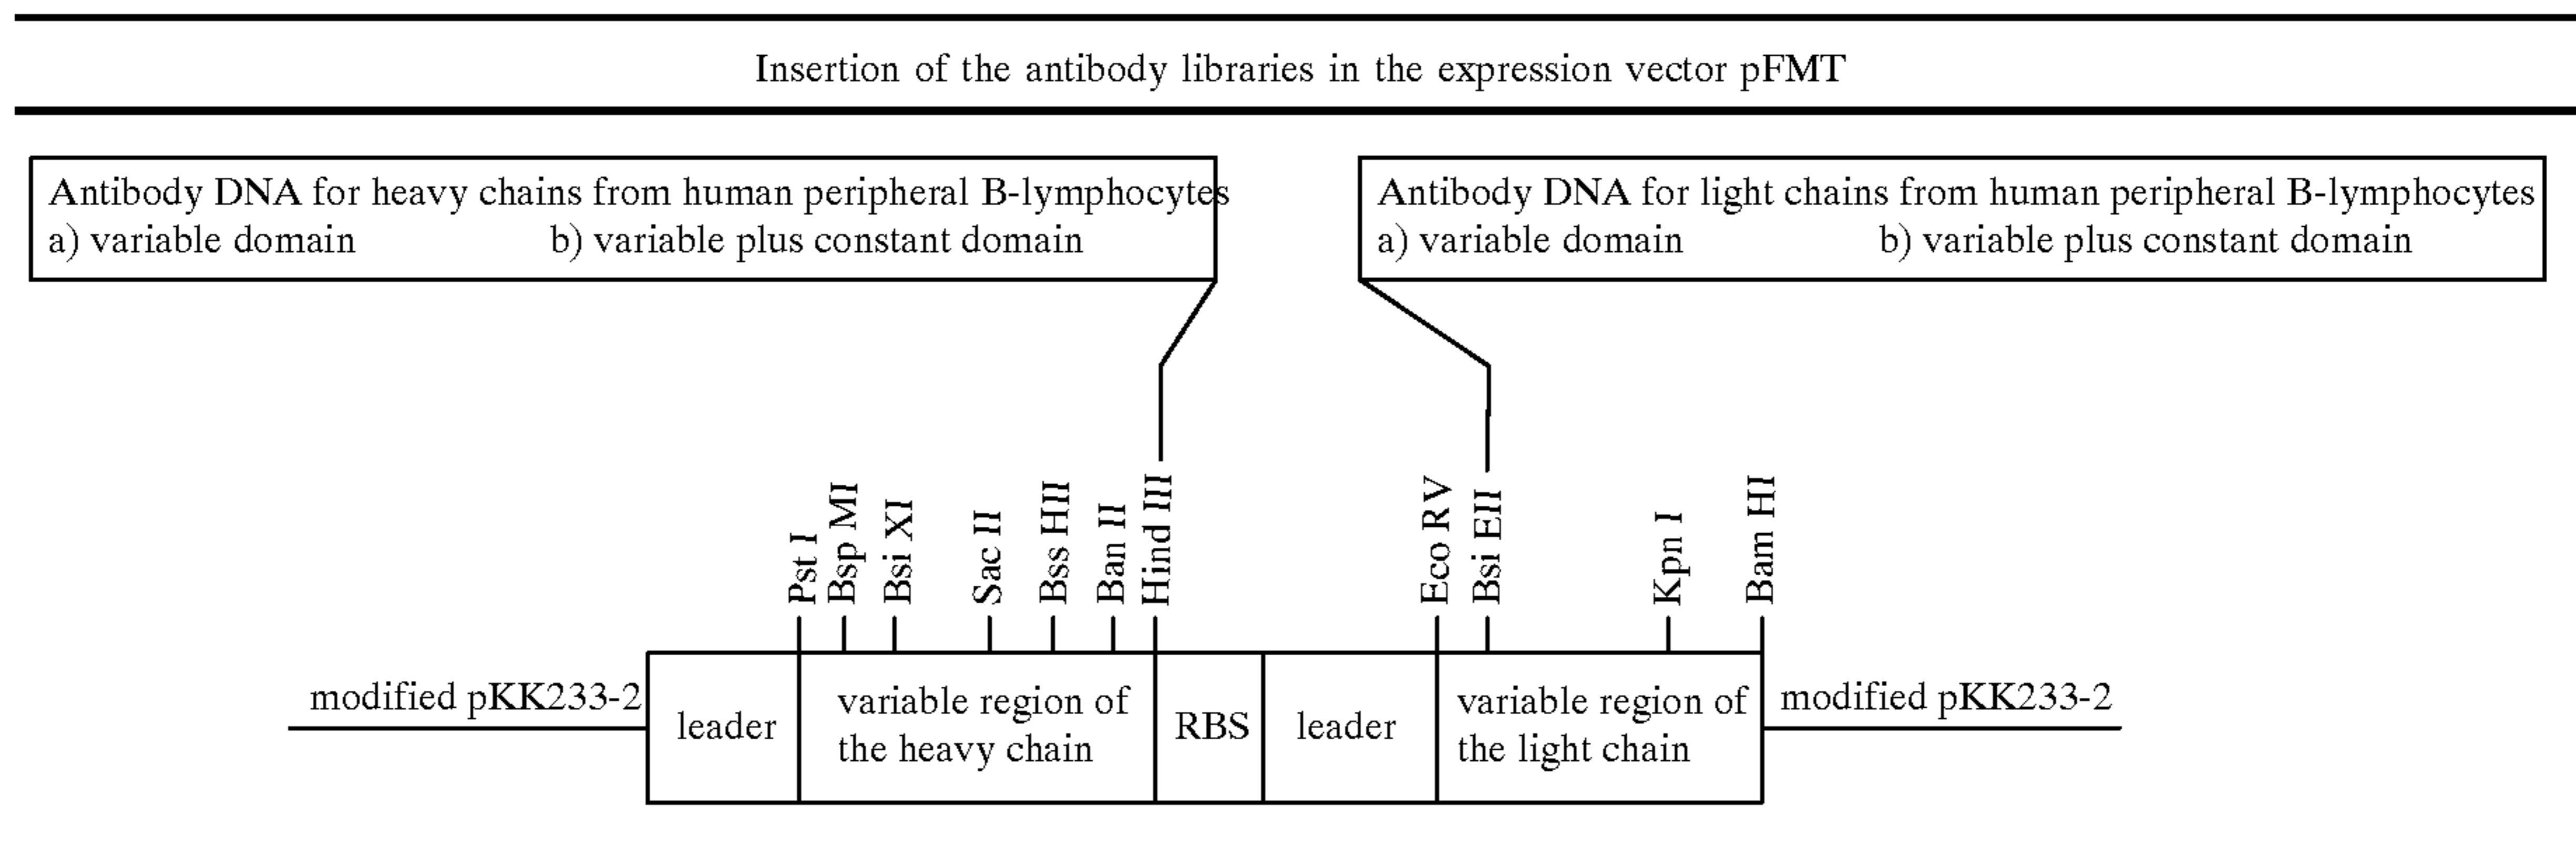 Insertion of the antibody libraries in the expression vector pFMT
Antibody DNA for heavy chains from human peripheral B-lymphocytes
a) variable domain b) variable plus constant domain
Antibody DNA for light chains from human peripheral B-lymphocytes
a) variable domain b) variable plus constant domain
Pst I
Bsp MI
Bsi XI
Sac II
Bss HII
Ban II
Hind III
Eco RV
Bsi EII
Kpn I
Bam HI
modified pKK233-2
leader
variable region of
the heavy chain
RBS
leader
variable region of
the light chain
modified pKK233-2